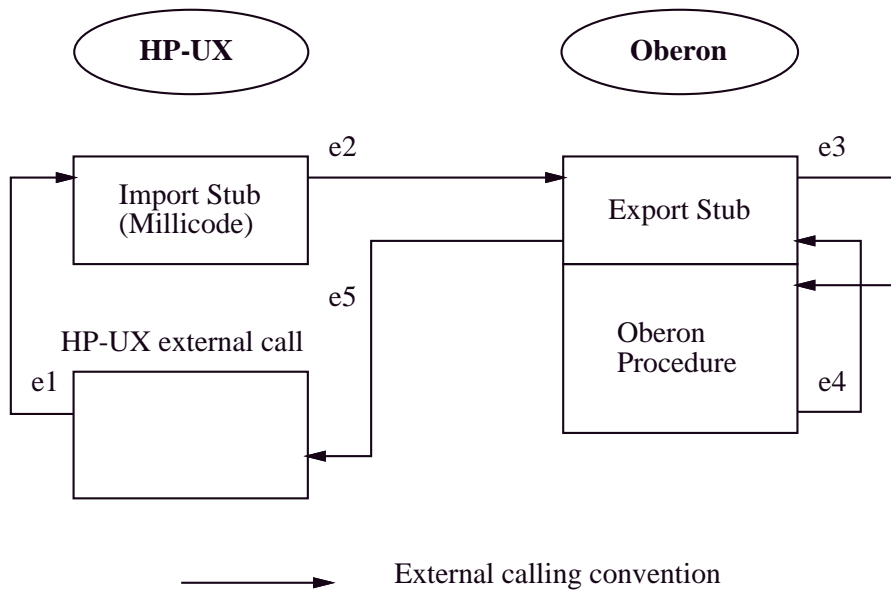 HP-UX
Oberon
e2
e3
Import Stub
(Millicode)
Export Stub
e5
HP-UX external call
Oberon
Procedure
e1
e4
External calling convention